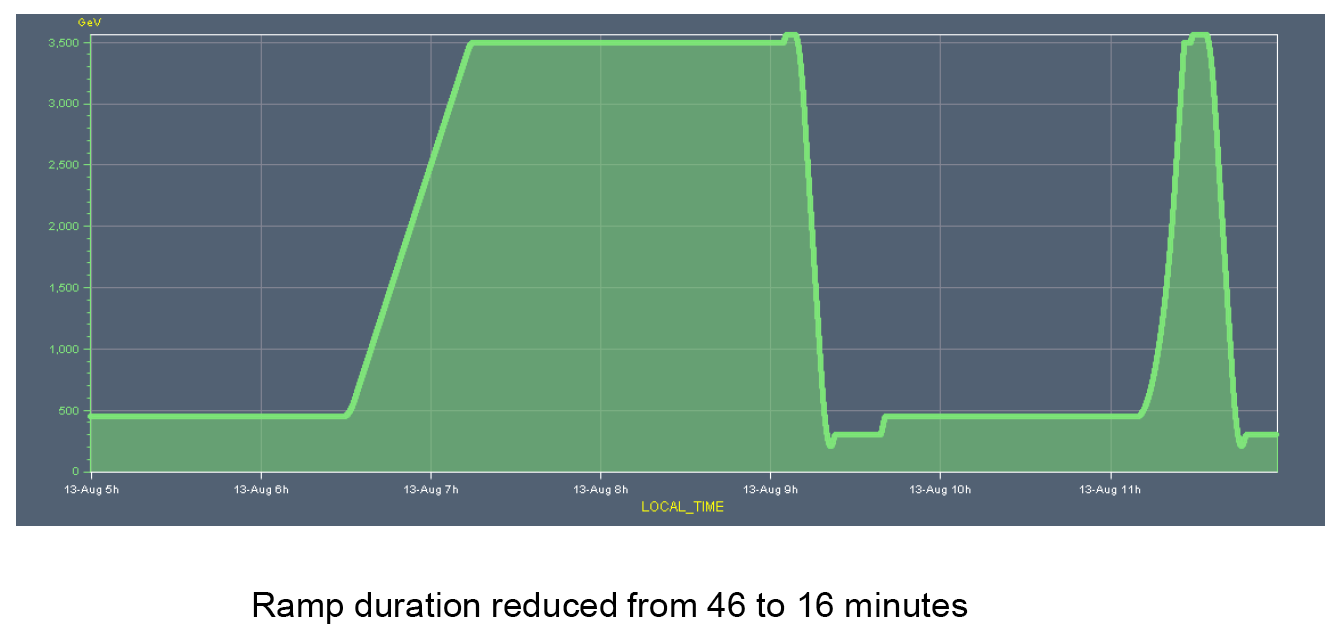 GeV
3,500
3,000
2,500
2,000
1,500
1,000
500
0
13-Aug 5h 13-Aug 6h 13-Aug 7h 13-Aug 8h 13-Aug 9h 13-Aug 10h 13-Aug 11h
LOCAL_TIME
Ramp duration reduced from 46 to 16 minutes